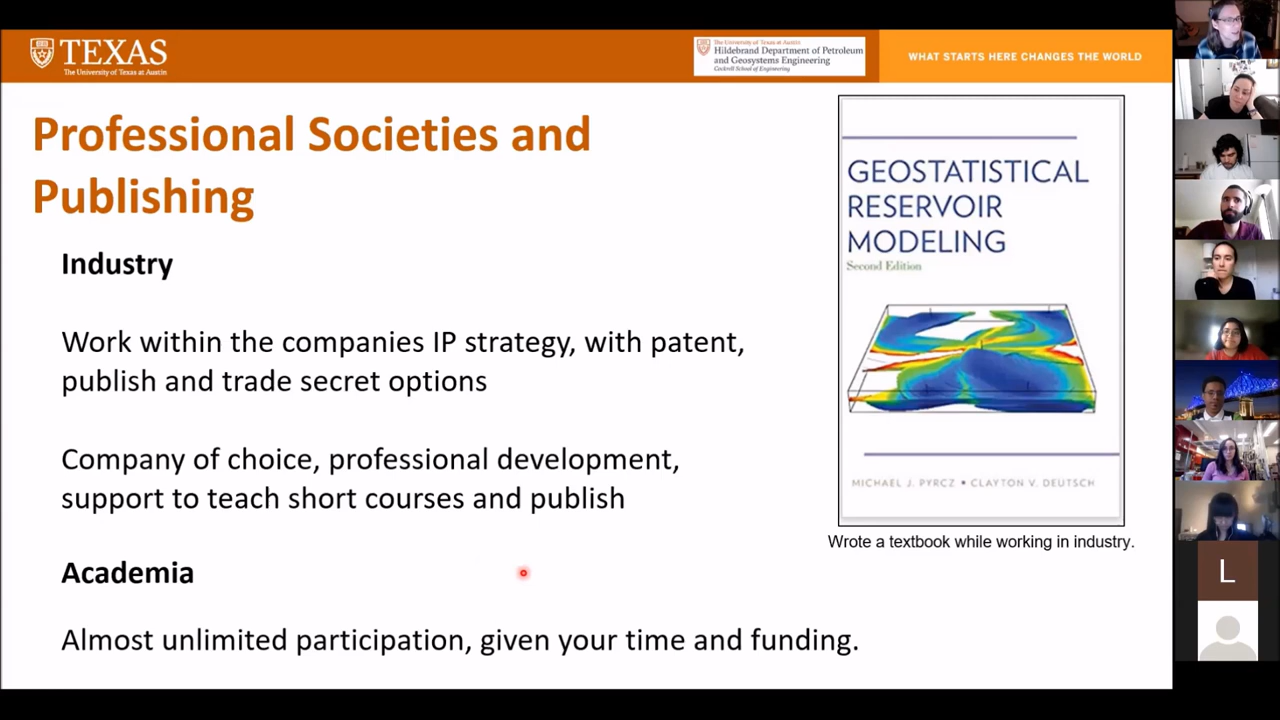 TEXAS
The University of Texas at Austin
The University of Texas at Austin
Hildebrand Department of Petroleum
and Geosystems Engineering
Cockrell School of Engineering
WHAT STARTS HERE CHANGES THE WORLD
Professional Societies and
Publishing
Industry
Work within the companies IP strategy, with patent,
publish and trade secret options
Company of choice, professional development,
support to teach short courses and publish
Academia
Almost unlimited participation, given your time and funding.
GEOSTATISTICAL
RESERVOIR
MODELING
Second Edition
MICHAEL J. PYRCZ • CLAYTON V. DEUTSCH
Wrote a textbook while working in industry.
L